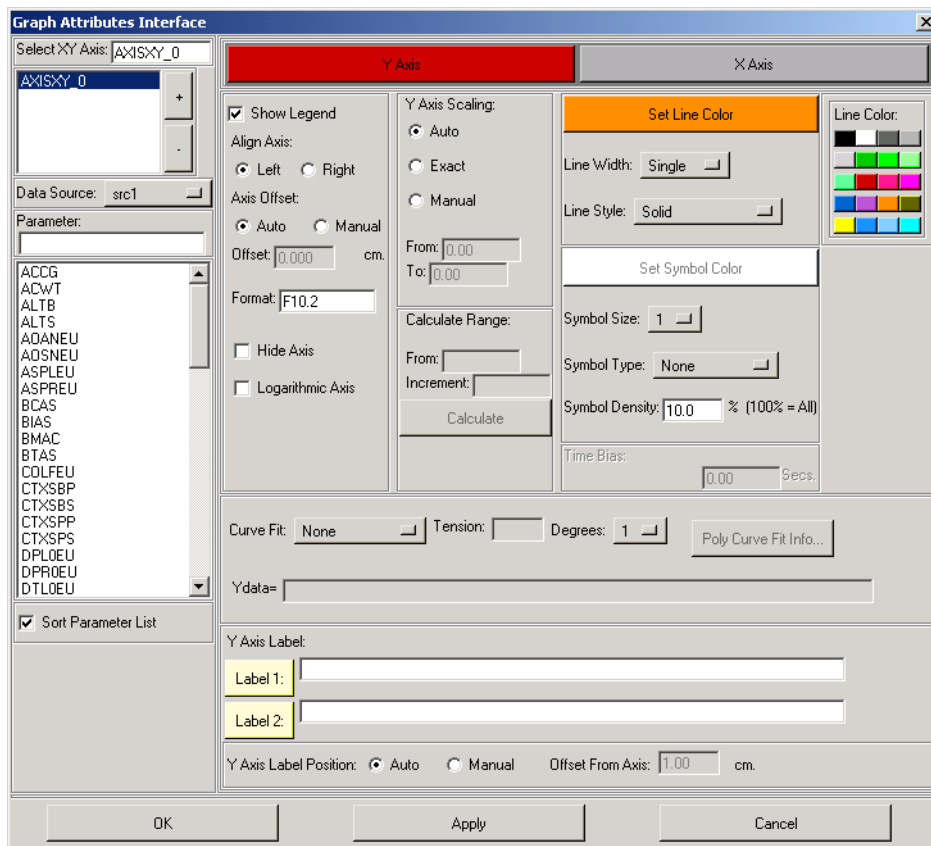 Graph Attributes Interface
Select XY Axis: AXISXY_0
AXISXY_0
+
-
Data Source: src1
Parameter:
ACCG
ACWT
ALTB
ALTS
AOANEU
AOSNEU
ASPLEU
ASPREU
BCAS
BIAS
BMAC
BTAS
COLFEU
CTXSBP
CTXSBS
CTXSPP
CTXSPS
DPL0EU
DPR0EU
DTL0EU
Sort Parameter List
Y Axis
X Axis
Show Legend
Align Axis:
Left Right
Axis Offset:
Auto Manual
Offset: 0.000 cm.
Format: F10.2
Hide Axis
Logarithmic Axis
Y Axis Scaling:
Auto
Exact
Manual
From: 0.00
To: 0.00
Calculate Range:
From:
Increment:
Calculate
Set Line Color
Line Width: Single
Line Style: Solid
Set Symbol Color
Symbol Size: 1
Symbol Type: None
Symbol Density: 10.0 % (100% = All)
Time Bias:
0.00 Secs.
Line Color:
Curve Fit: None Tension: Degrees: 1 Poly Curve Fit Info...
Ydata=
Y Axis Label:
Label 1:
Label 2:
Y Axis Label Position: Auto Manual Offset From Axis: 1.00 cm.
OK Apply Cancel